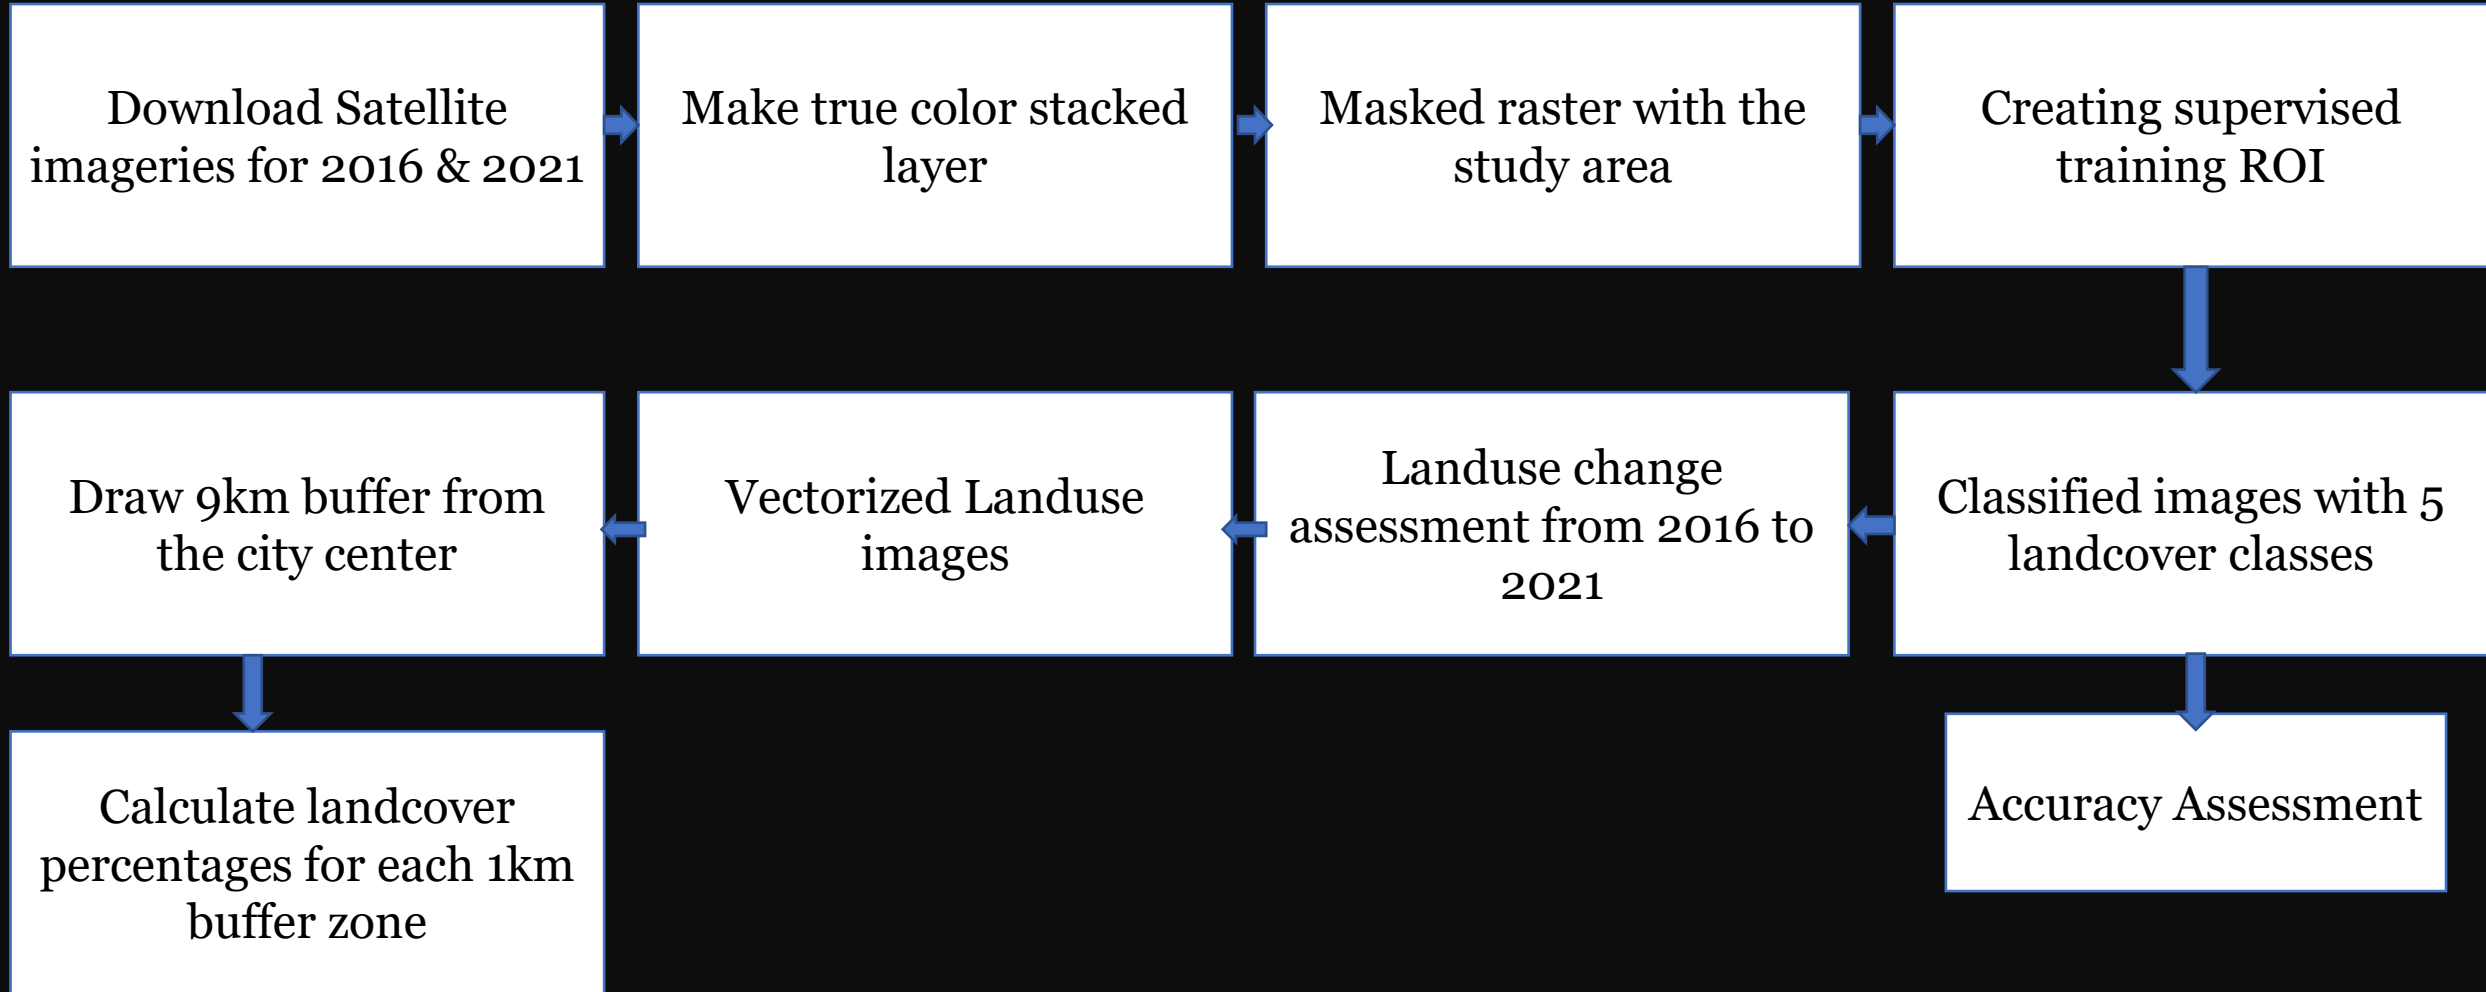 Download Satellite
imageries for 2016 & 2021
Make true color stacked
layer
Masked raster with the
study area
Creating supervised
training ROI
Classified images with 5
landcover classes
Landuse change
assessment from 2016 to
2021
Vectorized Landuse
images
Draw 9km buffer from
the city center
Calculate landcover
percentages for each 1km
buffer zone
Accuracy Assessment